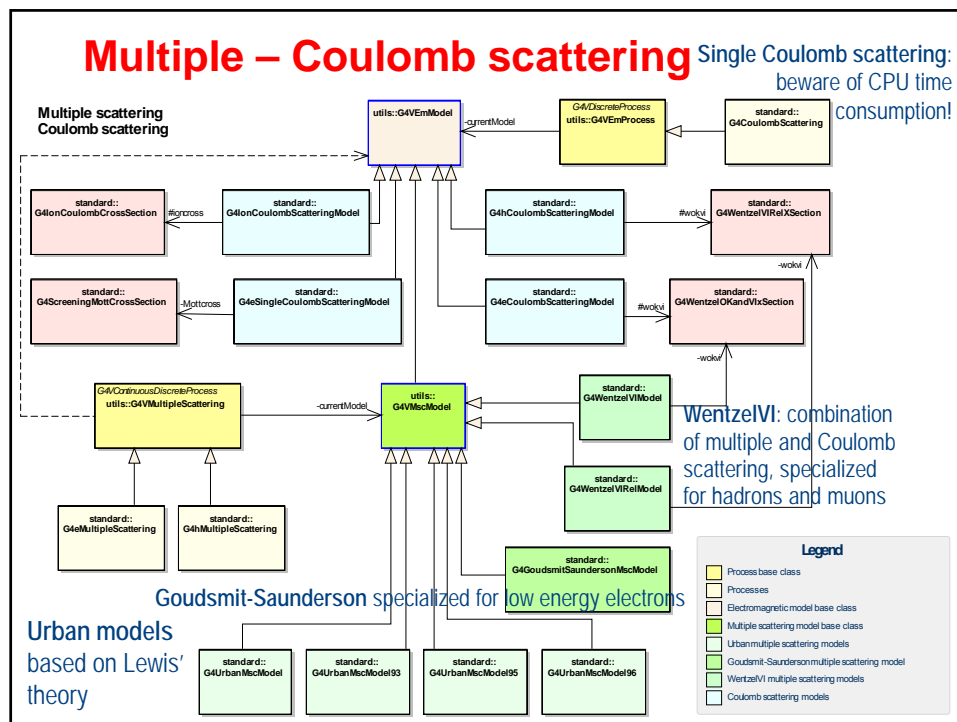 Multiple – Coulomb scattering
Single Coulomb scattering:
beware of CPU time
consumption!
Multiple scattering
Coulomb scattering
utils::G4VEmModel
-currentModel
G4VDiscreteProcess
utils::G4VEmProcess
standard::
G4CoulombScattering
standard::
G4IonCoulombCrossSection
#ioncross
standard::
G4IonCoulombScatteringModel
standard::
G4hCoulombScatteringModel
#wokvi
standard::
G4WentzelVIRelXSection
-wokvi
standard::
G4ScreeningMottCrossSection
-Mottcross
standard::
G4eSingleCoulombScatteringModel
standard::
G4eCoulombScatteringModel
#wokvi
standard::
G4WentzelOKandVIxSection
-wokvi
G4VContinuousDiscreteProcess
utils::G4VMultipleScattering
-currentModel
utils::
G4VMscModel
standard::
G4WentzelVIModel
WentzelVI: combination
of multiple and Coulomb
scattering, specialized
for hadrons and muons
standard::
G4WentzelVIRelModel
standard::
G4eMultipleScattering
standard::
G4hMultipleScattering
standard::
G4GoudsmitSaundersonMscModel
Goudsmit-Saunderson specialized for low energy electrons
Urban models
based on Lewis'
theory
standard::
G4UrbanMscModel
standard::
G4UrbanMscModel93
standard::
G4UrbanMscModel95
standard::
G4UrbanMscModel96
Legend
Process base class
Processes
Electromagnetic model base class
Multiple scattering model base class
Urban multiple scattering models
Goudsmit-Saunderson multiple scattering model
WentzelVI multiple scattering models
Coulomb scattering models